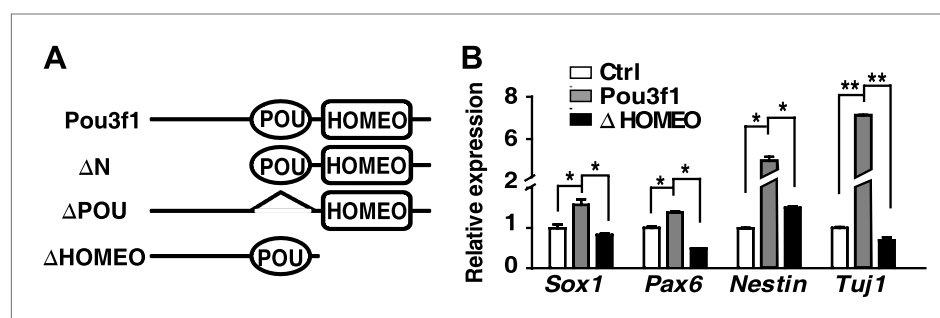 A
Pou3f1
POU
HOMEO
ΔN
POU
HOMEO
ΔPOU
HOMEO
ΔHOMEO
POU
B
Ctrl
Pou3f1
Δ HOMEO
Relative expression
8
6
4
2
1
0
* *
* *
* *
** **
Sox1 Pax6 Nestin Tuj1